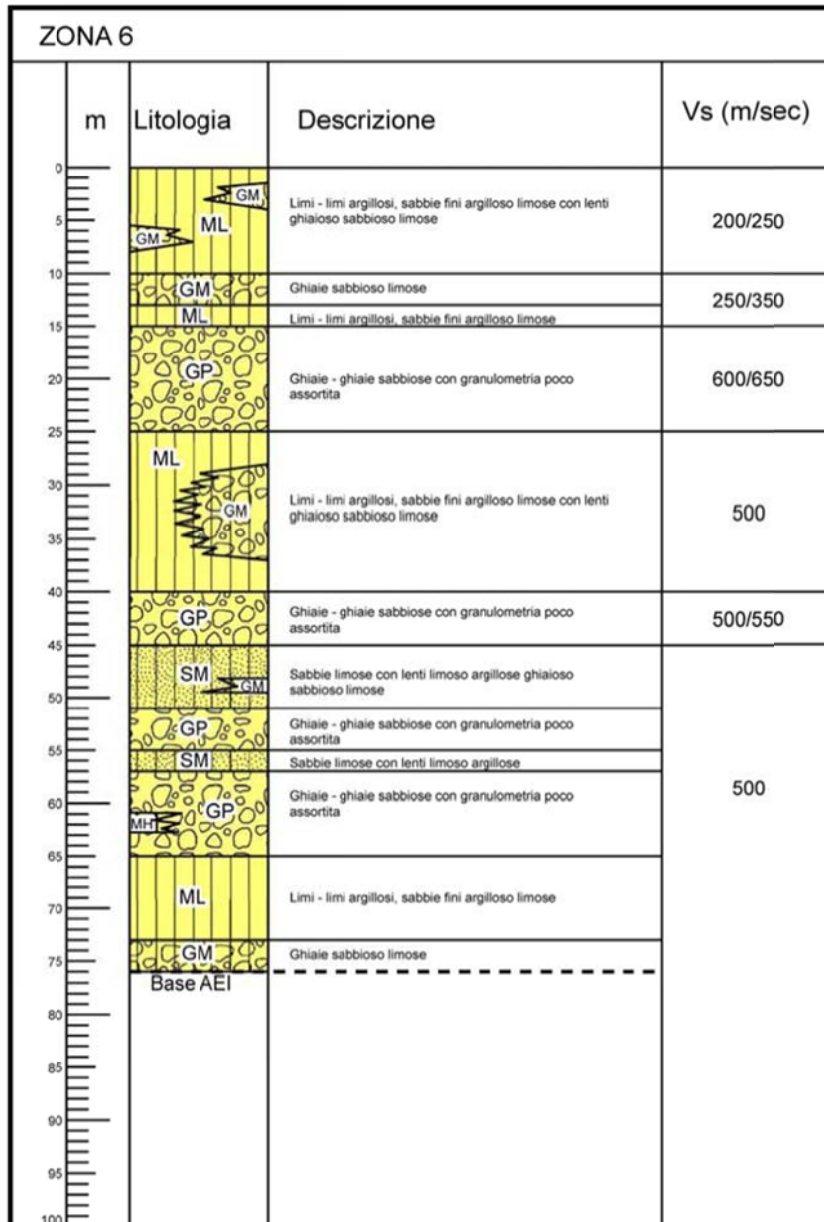 ZONA 6
m
Litologia
Descrizione
Vs (m/sec)
0
GM
Limi - limi argillosi, sabbie fini argilloso limose con lenti
ghiaioso sabbioso limose
5
ML
200/250
GM
10
GM
Ghiaie sabbioso limose
250/350
ML
Limi - limi argillosi, sabbie fini argilloso limose
15
GP
Ghiaie - ghiaie sabbiose con granulometria poco
assortita
600/650
20
25
ML
30
GM
Limi - limi argillosi, sabbie fini argilloso limose con lenti
ghiaioso sabbioso limose
500
35
40
GP
Ghiaie - ghiaie sabbiose con granulometria poco
assortita
500/550
45
SM
Sabbie limose con lenti limoso argillose ghiaioso
sabbioso limose
GM
50
GP
Ghiaie - ghiaie sabbiose con granulometria poco
assortita
55
SM
Sabbie limose con lenti limoso argillose
500
60
GP
Ghiaie - ghiaie sabbiose con granulometria poco
assortita
MH
65
ML
Limi - limi argillosi, sabbie fini argilloso limose
70
GM
Ghiaie sabbioso limose
75
Base AEI
80
85
90
95
100